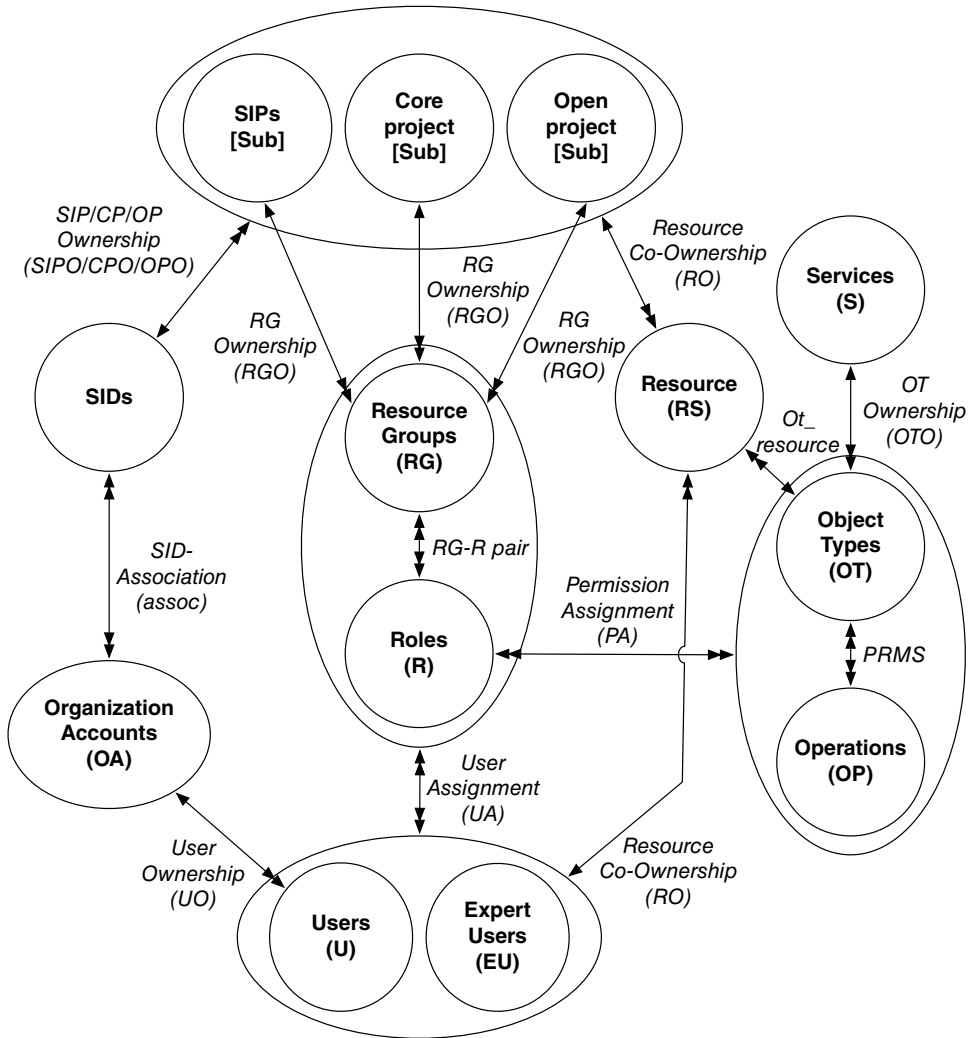 SIPs
[Sub]
Core
project
[Sub]
Open
project
[Sub]
SIP/CP/OP
Ownership
(SIPO/CPO/OPO)
Resource
Co-Ownership
(RO)
Services
(S)
RG
Ownership
(RGO)
RG
Ownership
(RGO)
RG
Ownership
(RGO)
SIDs
Resource
Groups
(RG)
Resource
(RS)
OT
Ownership
(OTO)
Ot_
resource
Object
Types
(OT)
RG-R pair
SID-
Association
(assoc)
Permission
Assignment
(PA)
Roles
(R)
PRMS
Organization
Accounts
(OA)
Operations
(OP)
User
Assignment
(UA)
User
Ownership
(UO)
Resource
Co-Ownership
(RO)
Users
(U)
Expert
Users
(EU)